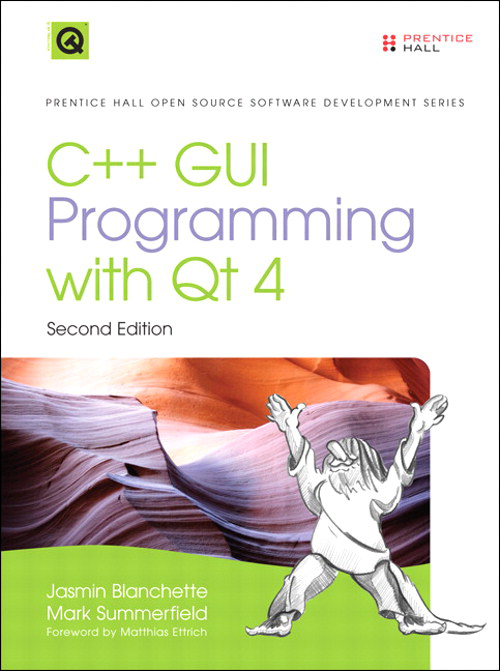 PRENTICE
HALL
PRENTICE HALL OPEN SOURCE SOFTWARE DEVELOPMENT SERIES
C++ GUI
Programming
with Qt 4
Second Edition
Jasmin Blanchette
Mark Summerfield
Foreword by Matthias Ettrich